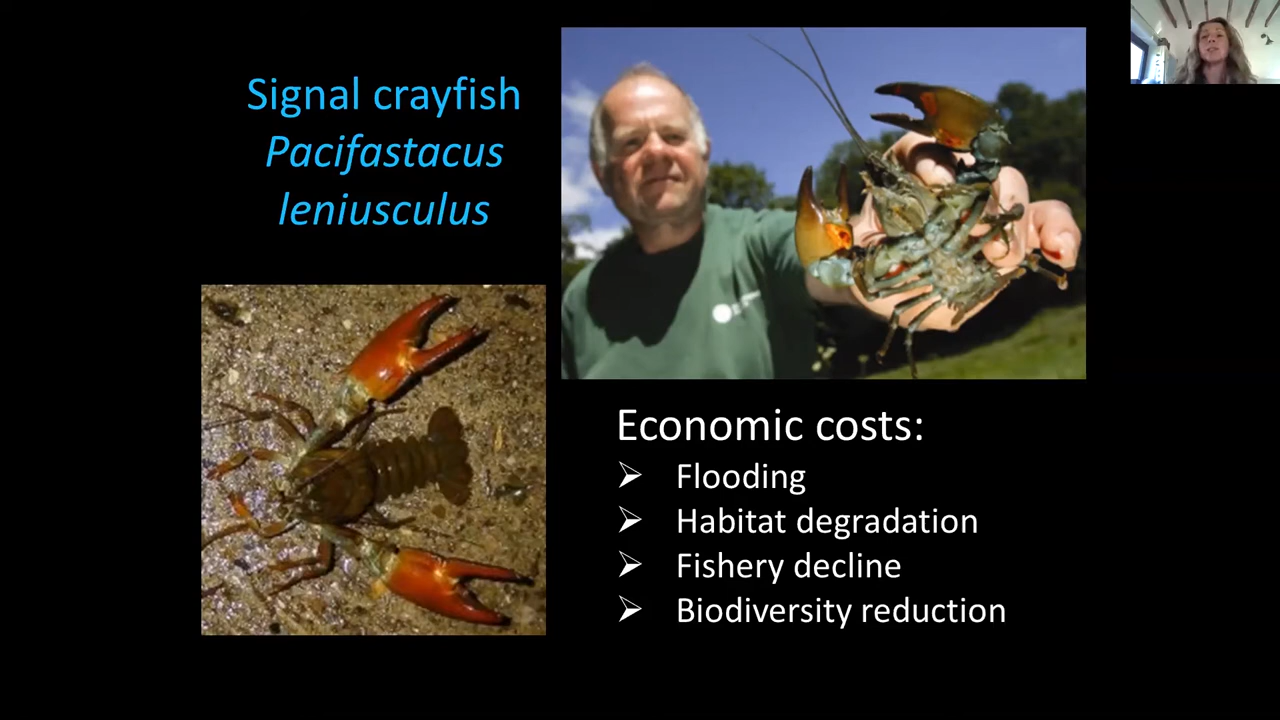 Signal crayfish
Pacifastacus
leniusculus
Economic costs:
Flooding
Habitat degradation
Fishery decline
Biodiversity reduction